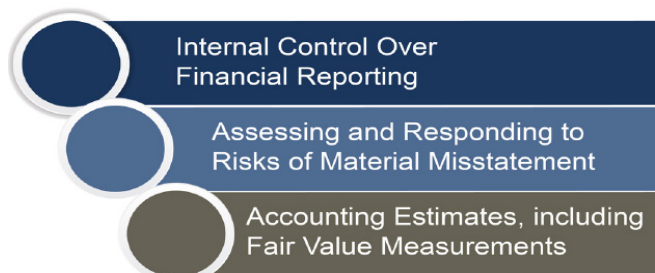 Internal Control Over
Financial Reporting
Assessing and Responding to
Risks of Material Misstatement
Accounting Estimates, including
Fair Value Measurements